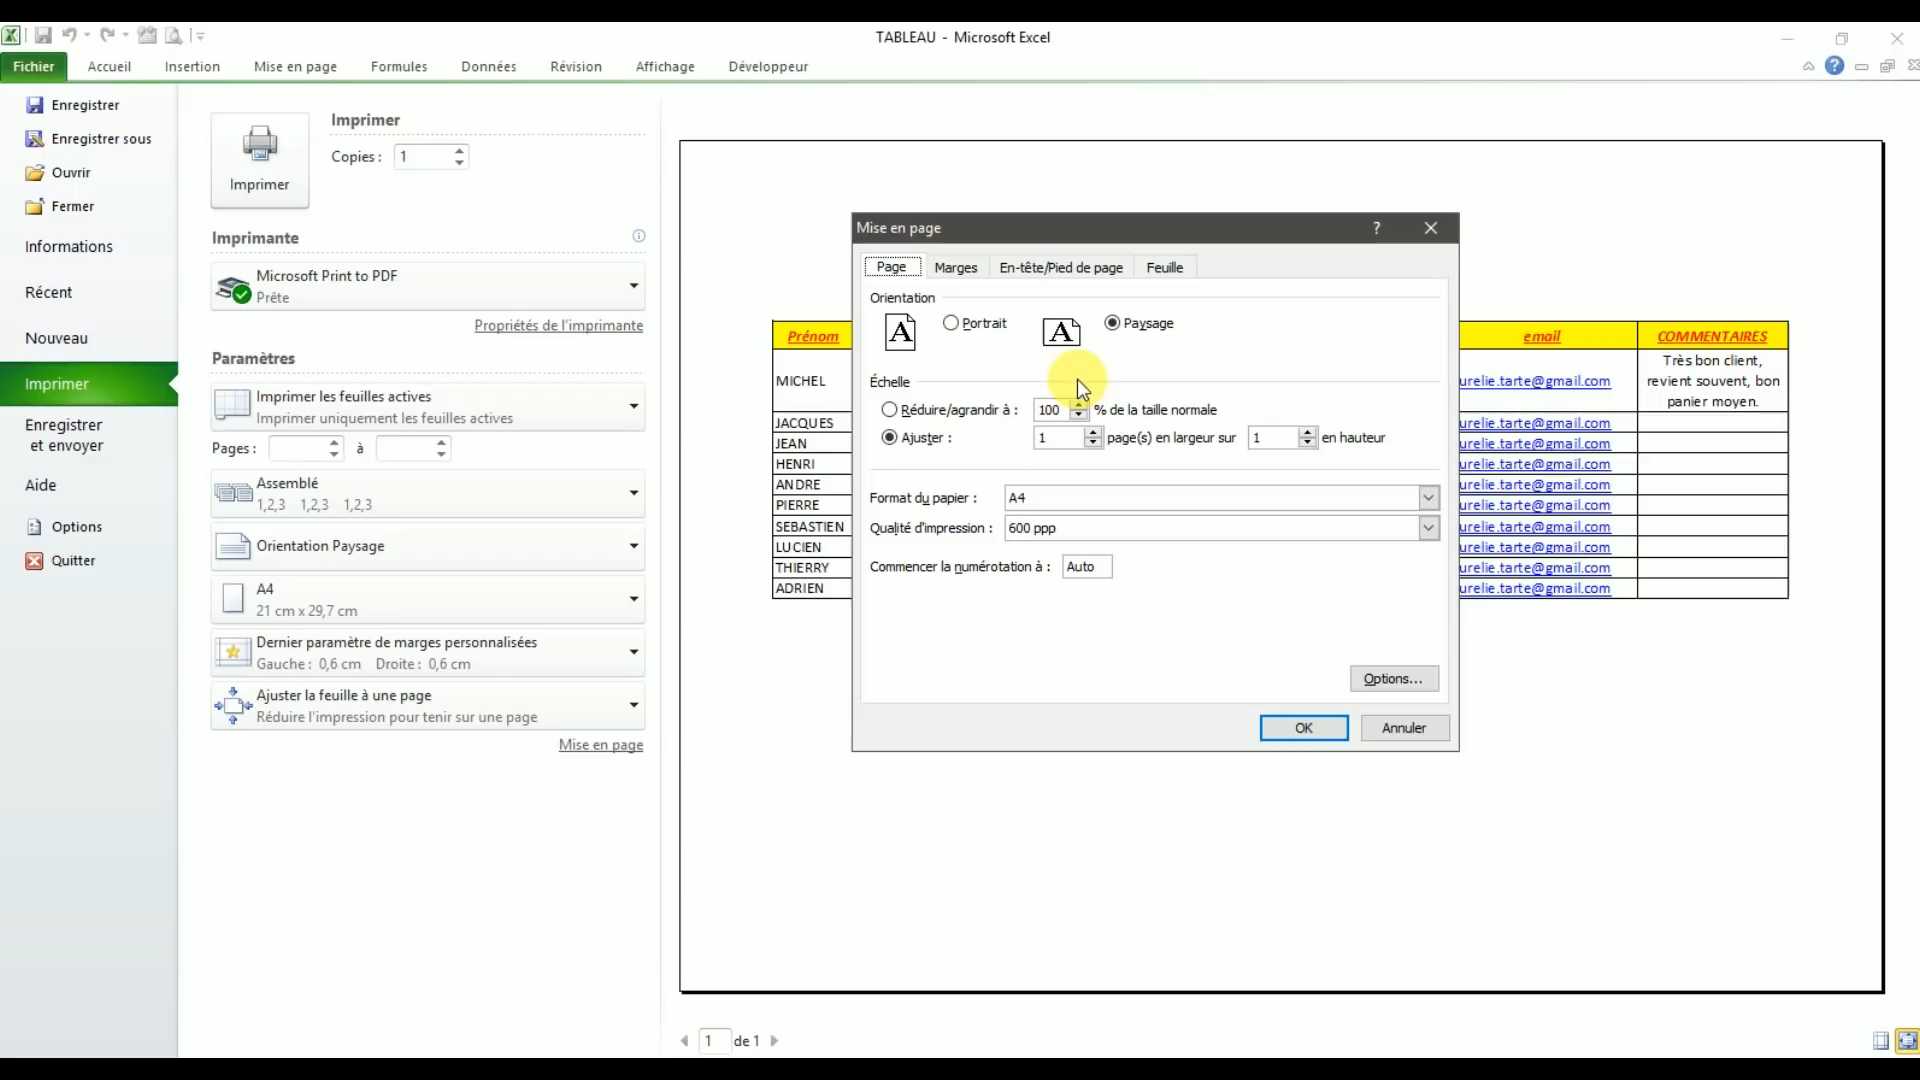 TABLEAU - Microsoft Excel
Fichier Accueil Insertion Mise en page Formules Données Révision Affichage Développeur
Enregistrer
Enregistrer sous
Ouvrir
Fermer
Informations
Récent
Nouveau
Imprimer
Enregistrer
et envoyer
Aide
Options
Quitter
Imprimer
Imprimer
Copies : 1
Imprimante
Microsoft Print to PDF
Prête
Propriétés de l'imprimante
Paramètres
Imprimer les feuilles actives
Imprimer uniquement les feuilles actives
Pages : à
Assemblé
1,2,3 1,2,3 1,2,3
Orientation Paysage
A4
21 cm x 29,7 cm
Dernier paramètre de marges personnalisées
Gauche : 0,6 cm Droite : 0,6 cm
Ajuster la feuille à une page
Réduire l'impression pour tenir sur une page
Mise en page
Mise en page ?
Page Marges En-tête/Pied de page Feuille
Orientation
A Portrait A Paysage
Échelle
Réduire/agrandir à : 100 % de la taille normale
Ajuster : 1 page(s) en largeur sur 1 en hauteur
Format du papier : A4
Qualité d'impression : 600 ppp
Commencer la numérotation à : Auto
Options...
OK Annuler
Prénom email COMMENTAIRES
MICHEL urelie.tarte@gmail.com Très bon client,
revient souvent, bon
panier moyen.
JACQUES urelie.tarte@gmail.com
JEAN urelie.tarte@gmail.com
HENRI urelie.tarte@gmail.com
ANDRE urelie.tarte@gmail.com
PIERRE urelie.tarte@gmail.com
SEBASTIEN urelie.tarte@gmail.com
LUCIEN urelie.tarte@gmail.com
THIERRY urelie.tarte@gmail.com
ADRIEN urelie.tarte@gmail.com
1 de 1